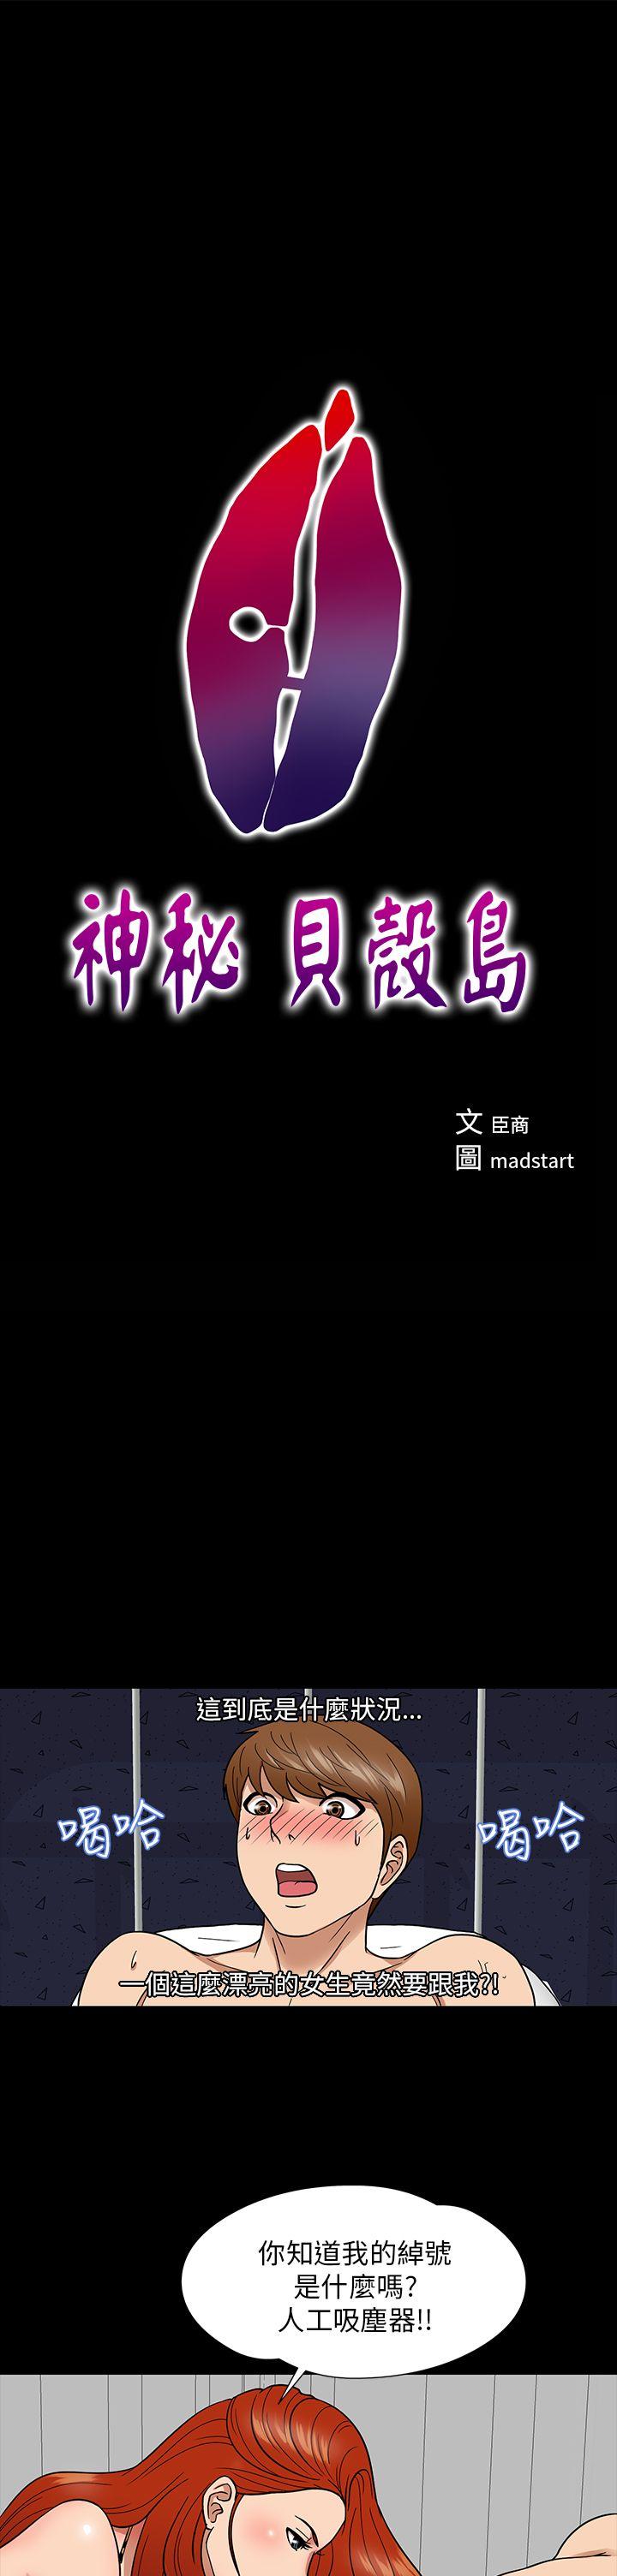 神秘 貝殼島
文 臣商
圖 madstart
這到底是什麼狀況...
喝哈
喝哈
一個這麼漂亮的女生竟然要跟我?!
你知道我的綽號
是什麼嗎?
人工吸塵器!!